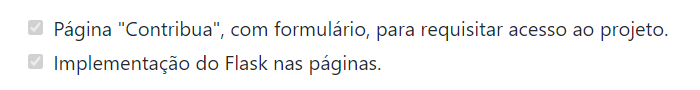 Página "Contribua", com formulário, para requisitar acesso ao projeto.
Implementação do Flask nas páginas.